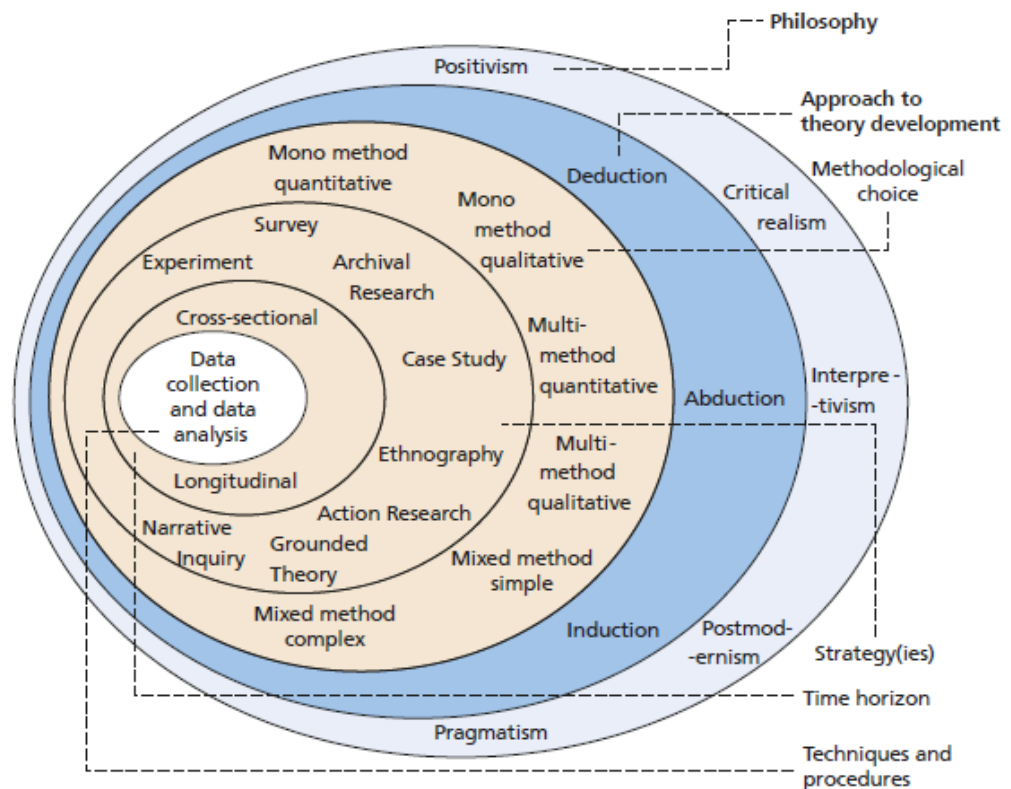 Philosophy
Positivism
Approach to
theory development
Mono method
quantitative
Deduction
Methodological
choice
Critical
realism
Mono
method
qualitative
Survey
Experiment
Archival
Research
Cross-sectional
Multi-
method
quantitative
Data
collection
and data
analysis
Case Study
Interpre-
-tivism
Abduction
Multi-
method
qualitative
Ethnography
Longitudinal
Action Research
Narrative
Inquiry
Grounded
Theory
Mixed method
simple
Mixed method
complex
Induction
Postmod-
-ernism
Strategy(ies)
Time horizon
Pragmatism
Techniques and
procedures